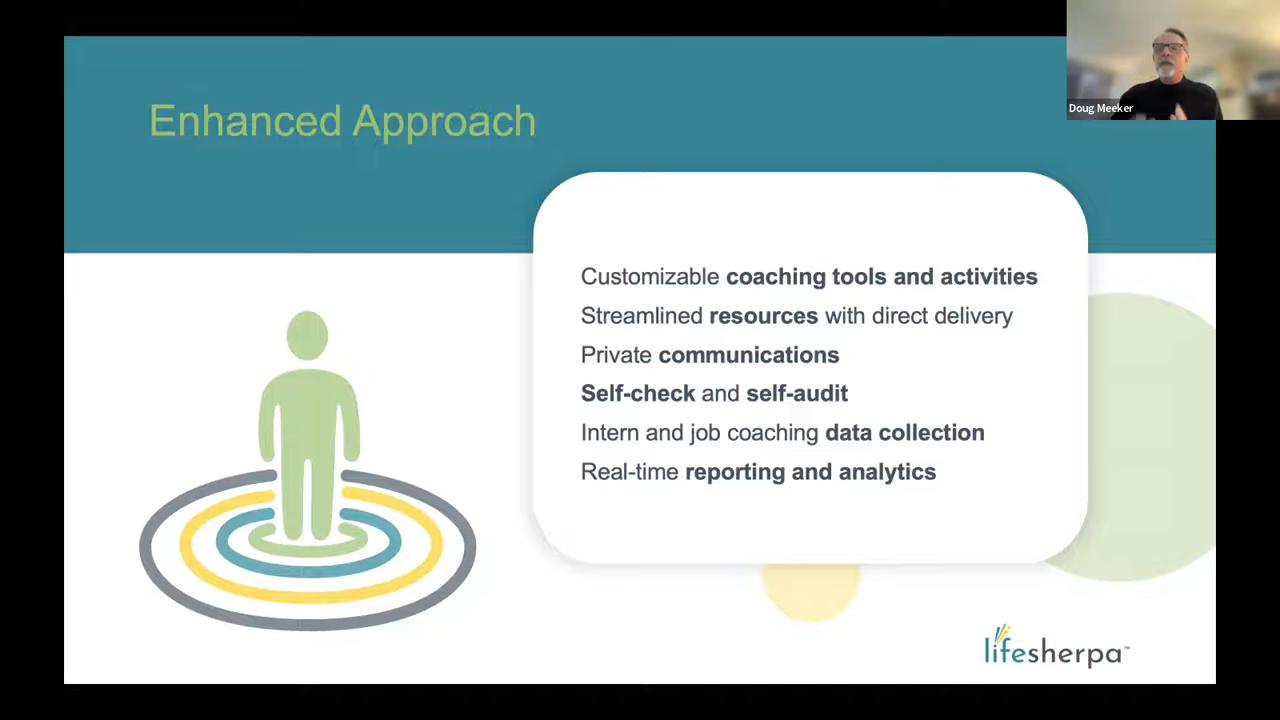 Enhanced Approach
Doug Meeker
Customizable coaching tools and activities
Streamlined resources with direct delivery
Private communications
Self-check and self-audit
Intern and job coaching data collection
Real-time reporting and analytics
lifesherpa™